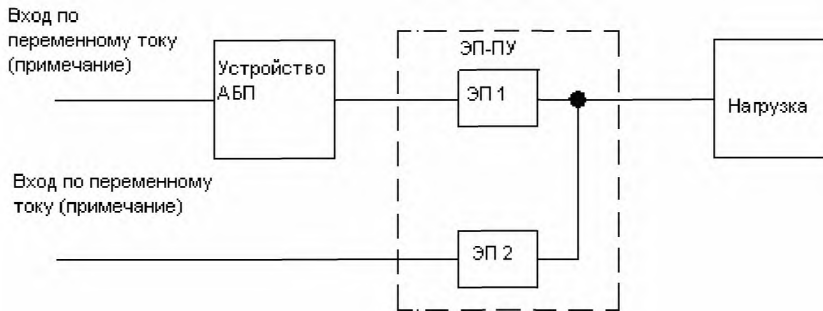 Вход по
переменному току
(примечание)
Устройство
АБП
ЭП-ПУ
ЭП 1
Нагрузка
Вход по переменному
току (примечание)
ЭП 2